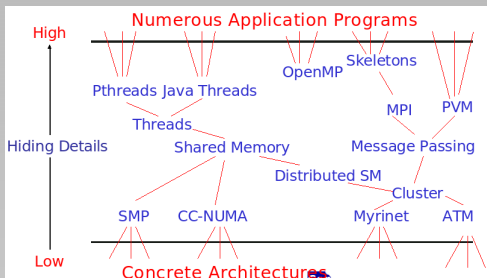 Numerous Application Programs
High
Skeletons
OpenMP
Pthreads Java Threads
MPI PVM
Threads
Hiding Details Shared Memory Message Passing
Distributed SM
Cluster
SMP CC-NUMA Myrinet ATM
Low
Concrete Architectures